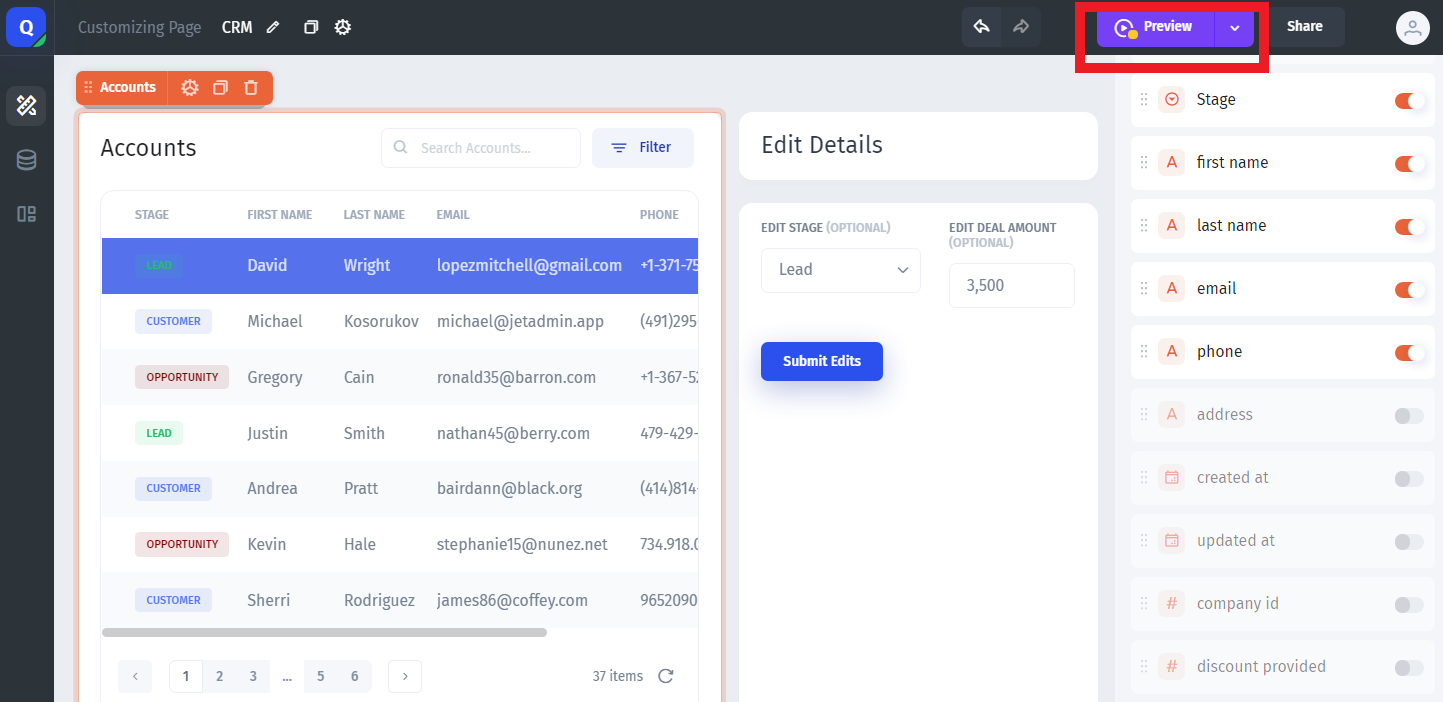 Q
Customizing Page CRM
Preview
Share
Accounts
Accounts
Search Accounts...
Filter
STAGE FIRST NAME LAST NAME EMAIL PHONE
LEAD David Wright lopezmitchell@gmail.com +1-371-75
CUSTOMER Michael Kosorukov michael@jetadmin.app (491)295
OPPORTUNITY Gregory Cain ronald35@barron.com +1-367-52
LEAD Justin Smith nathan45@berry.com 479-429-
CUSTOMER Andrea Pratt bairdann@black.org (414)814-
OPPORTUNITY Kevin Hale stephanie15@nunez.net 734.918.0
CUSTOMER Sherri Rodriguez james86@coffey.com 9652090
1 2 3 ... 5 6
37 items
Edit Details
EDIT STAGE (OPTIONAL)
Lead
EDIT DEAL AMOUNT
(OPTIONAL)
3,500
Submit Edits
Stage
A first name
A last name
A email
A phone
A address
created at
updated at
# company id
# discount provided